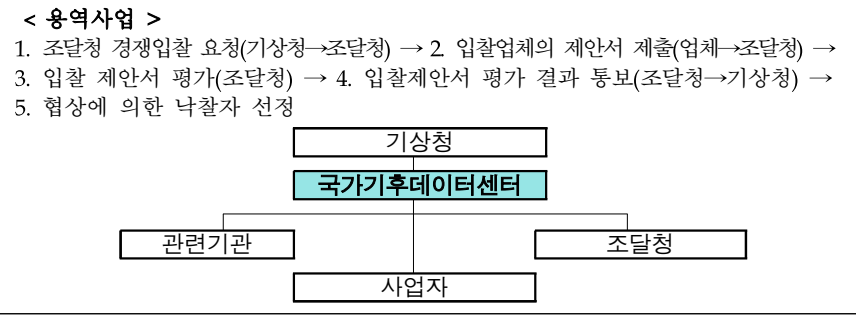 < 용역사업 >
1. 조달청 경쟁입찰 요청(기상청→조달청) → 2. 입찰업체의 제안서 제출(업체→조달청) →
3. 입찰 제안서 평가(조달청) → 4. 입찰제안서 평가 결과 통보(조달청→기상청) →
5. 협상에 의한 낙찰자 선정
기상청
국가기후데이터센터
관련기관
조달청
사업자